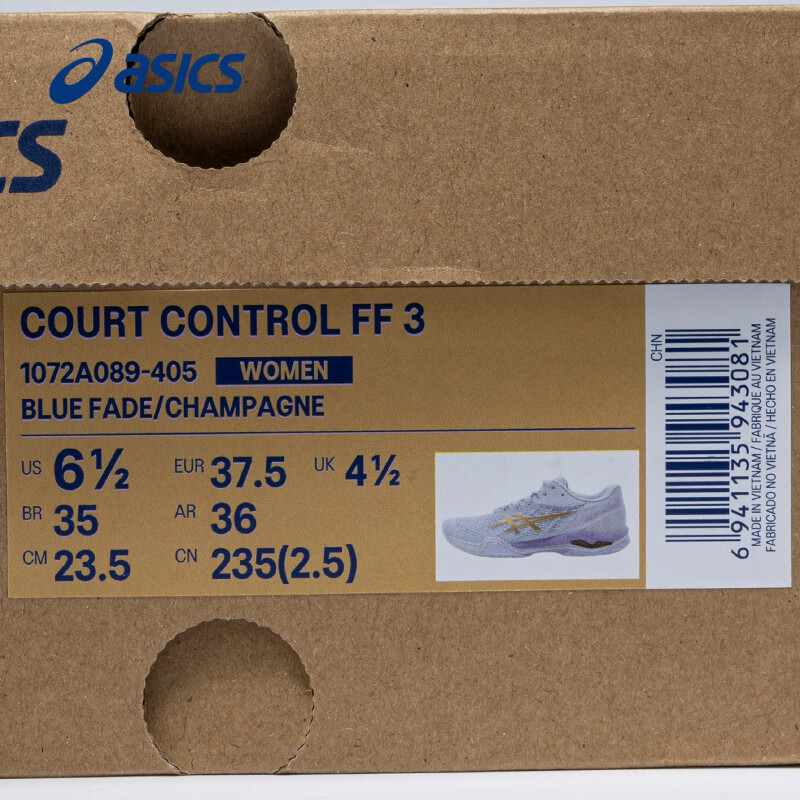 asics
CS
COURT CONTROL FF 3
1072A089-405 WOMEN
BLUE FADE/CHAMPAGNE
US 6½ EUR 37.5 UK 4½
BR 35 AR 36
CM 23.5 CN 235(2.5)
CHN
6 941135 943081
MADE IN VIETNAM / FABRIQUE AU VIETNAM
FABRICADO NO VIETNÃ / HECHO EN VIETNAM